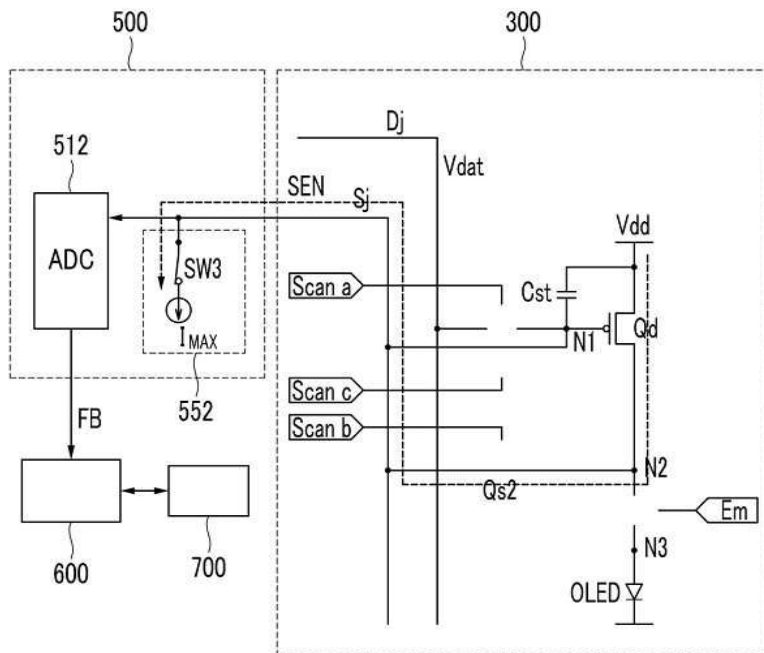 500
300
Dj
512
Vdat
SEN
Sj
Vdd
ADC
SW3
Scan a
Cst
Qd
N1
IMAX
Scan c
552
Scan b
FB
N2
Qs2
Em
N3
600
700
OLED